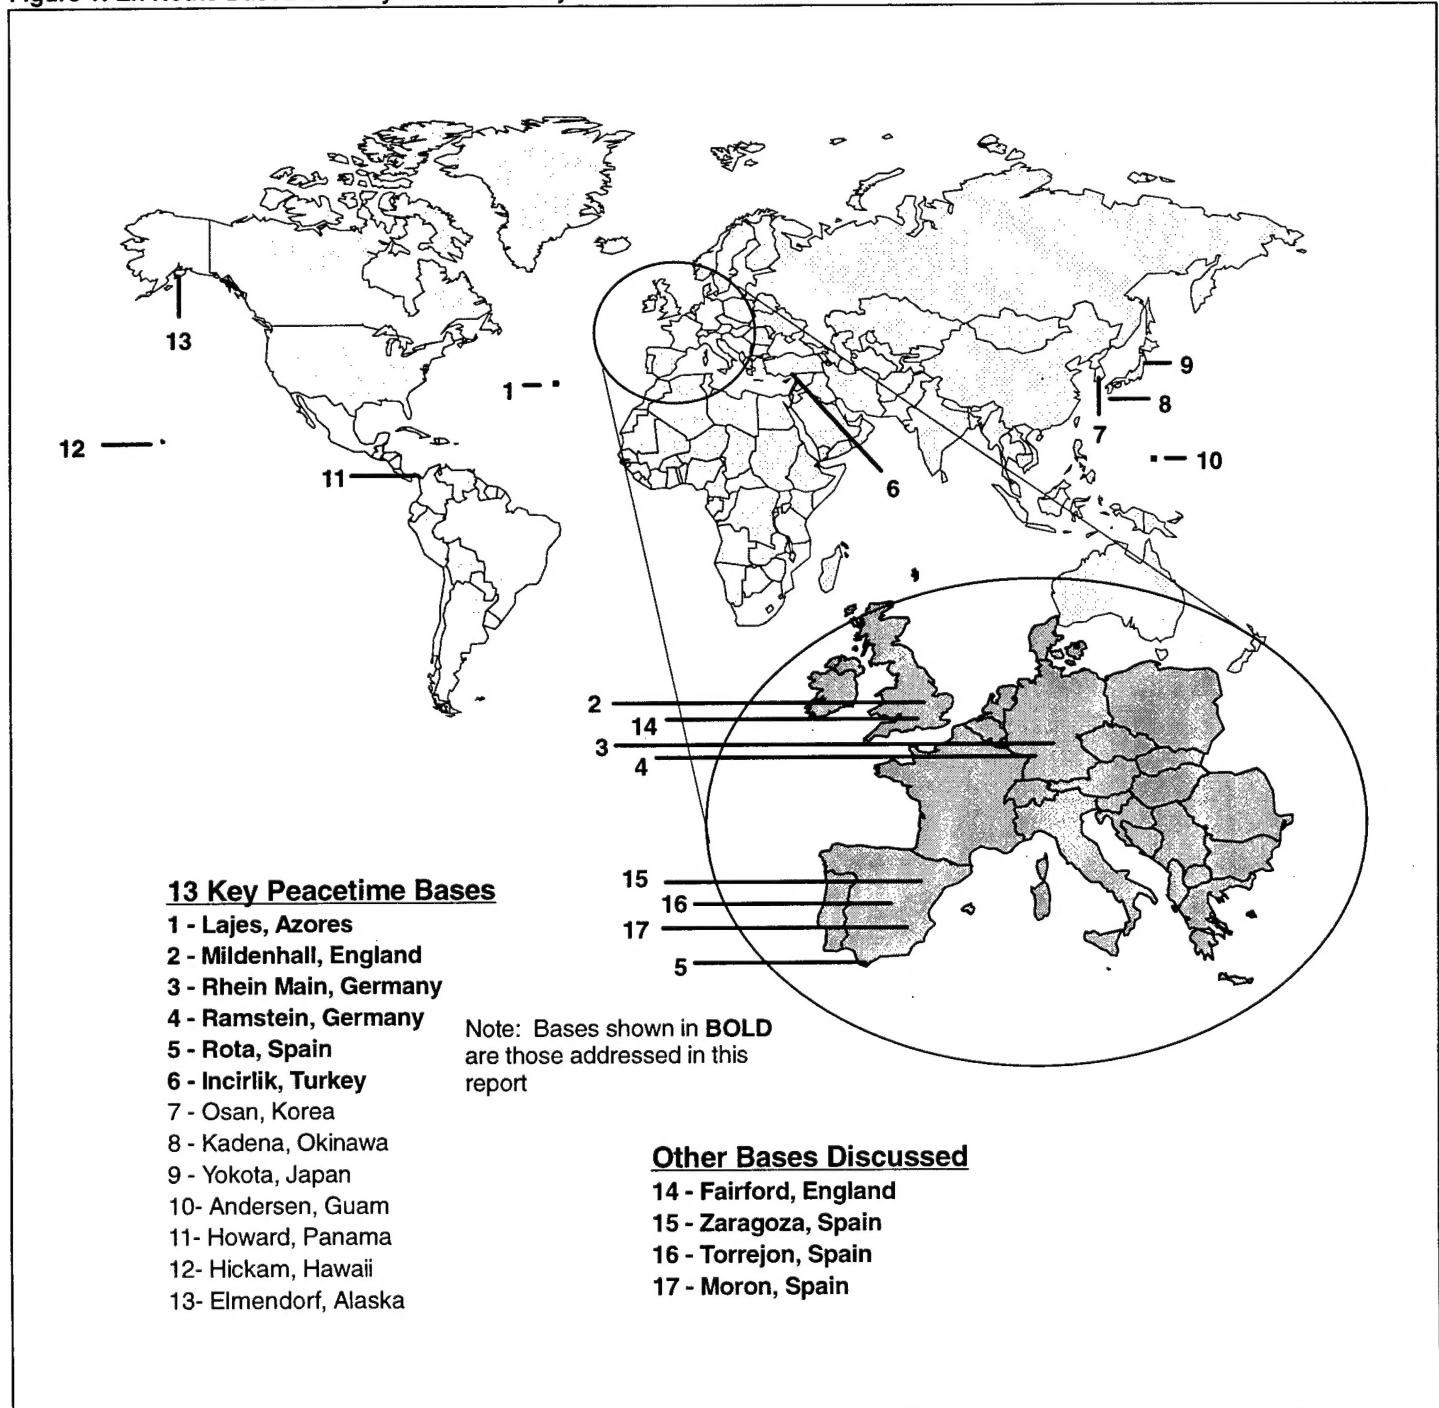 13
1
12
11
9
8
7
10
6
2
14
3
4
15
16
17
5
13 Key Peacetime Bases
1 - Lajes, Azores
2 - Mildenhall, England
3 - Rhein Main, Germany
4 - Ramstein, Germany
5 - Rota, Spain
6 - Incirlik, Turkey
7 - Osan, Korea
8 - Kadena, Okinawa
9 - Yokota, Japan
10- Andersen, Guam
11- Howard, Panama
12- Hickam, Hawaii
13- Elmendorf, Alaska
Note: Bases shown in BOLD
are those addressed in this
report
Other Bases Discussed
14 - Fairford, England
15 - Zaragoza, Spain
16 - Torrejon, Spain
17 - Moron, Spain